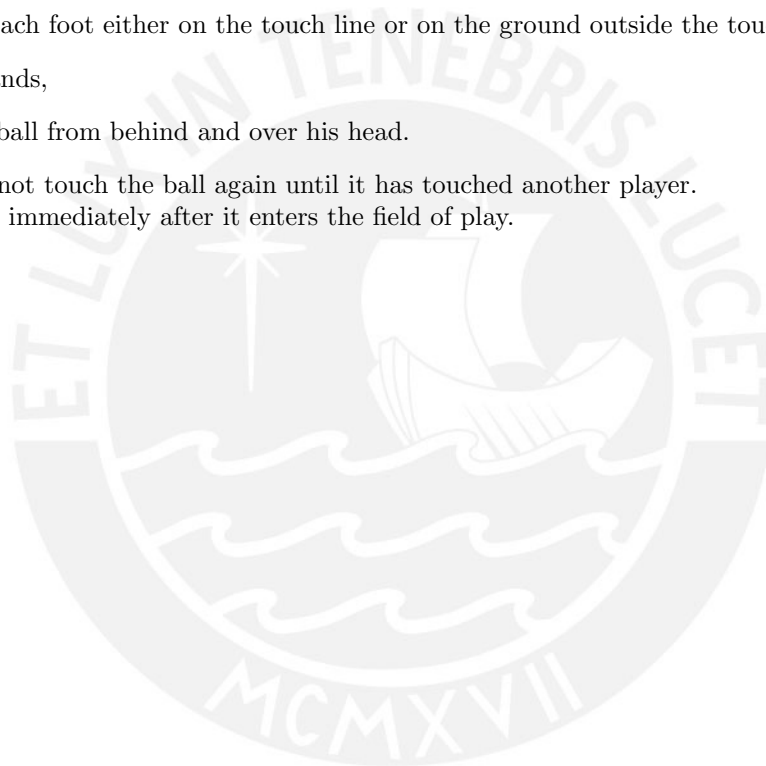 ach foot either on the touch line or on the ground outside the tou
nds,
ball from behind and over his head.
not touch the ball again until it has touched another player.
immediately after it enters the field of play.
ET LUX IN TENEBRIS LUCET
MCMXVII